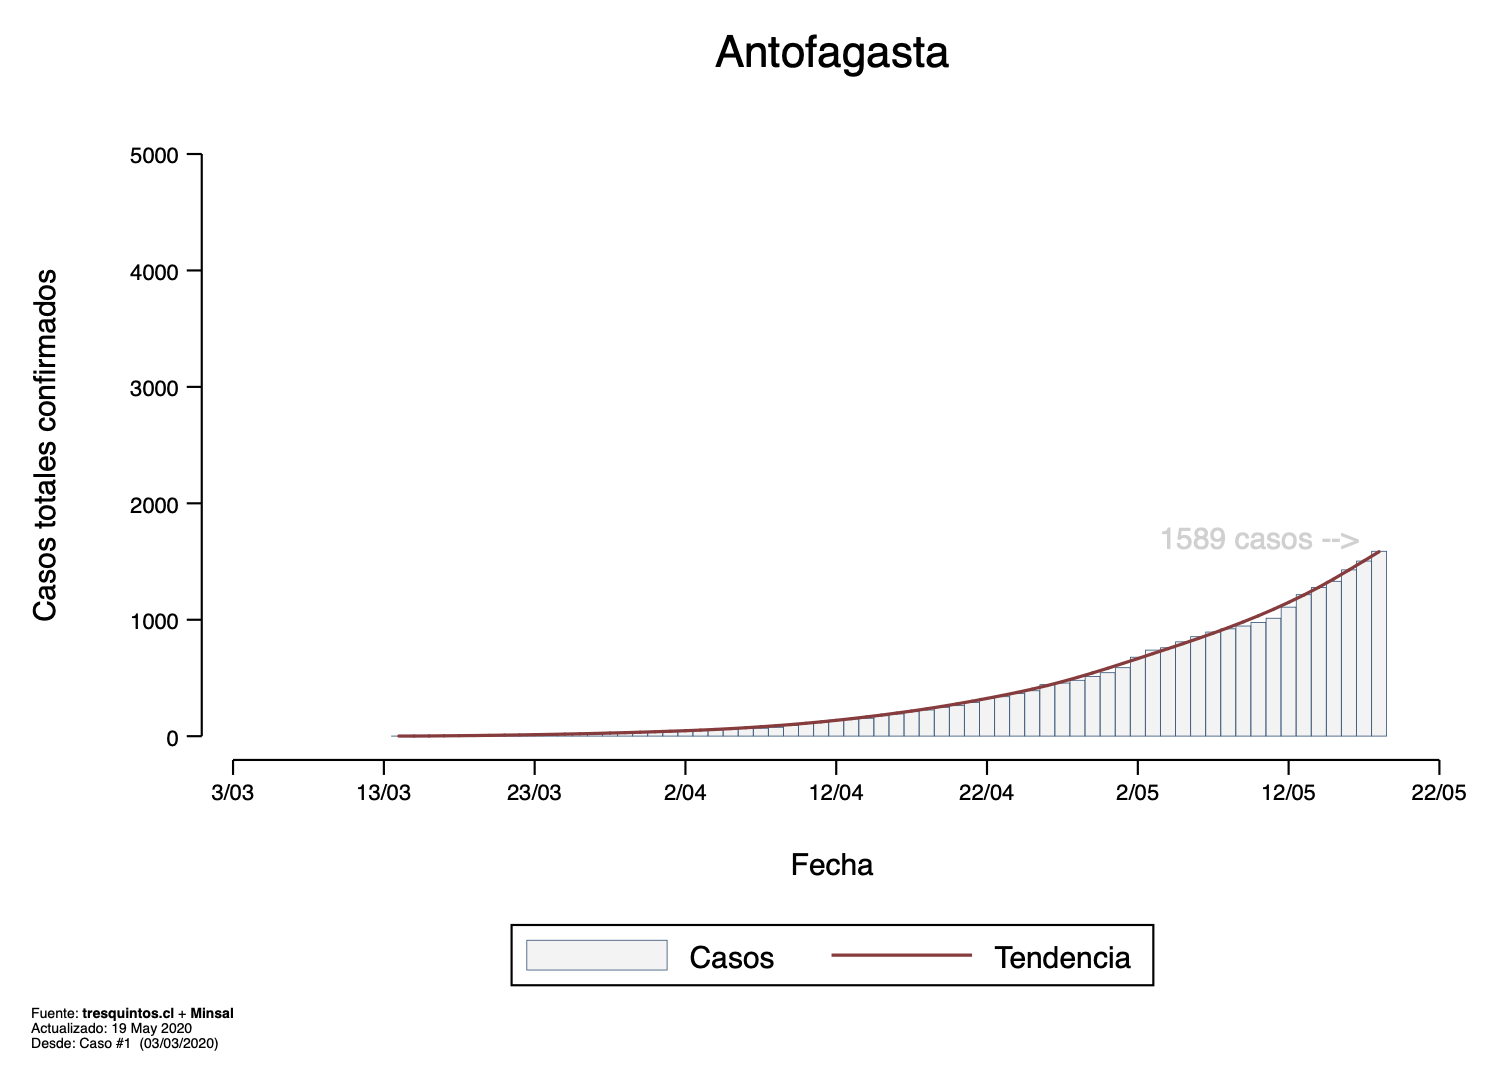 Antofagasta
Casos totales confirmados
5000
4000
3000
2000
1000
0
1589 casos -->
3/03 13/03 23/03 2/04 12/04 22/04 2/05 12/05 22/05
Fecha
Casos Tendencia
Fuente: tresquintos.cl + Minsal
Actualizado: 19 May 2020
Desde: Caso #1 (03/03/2020)